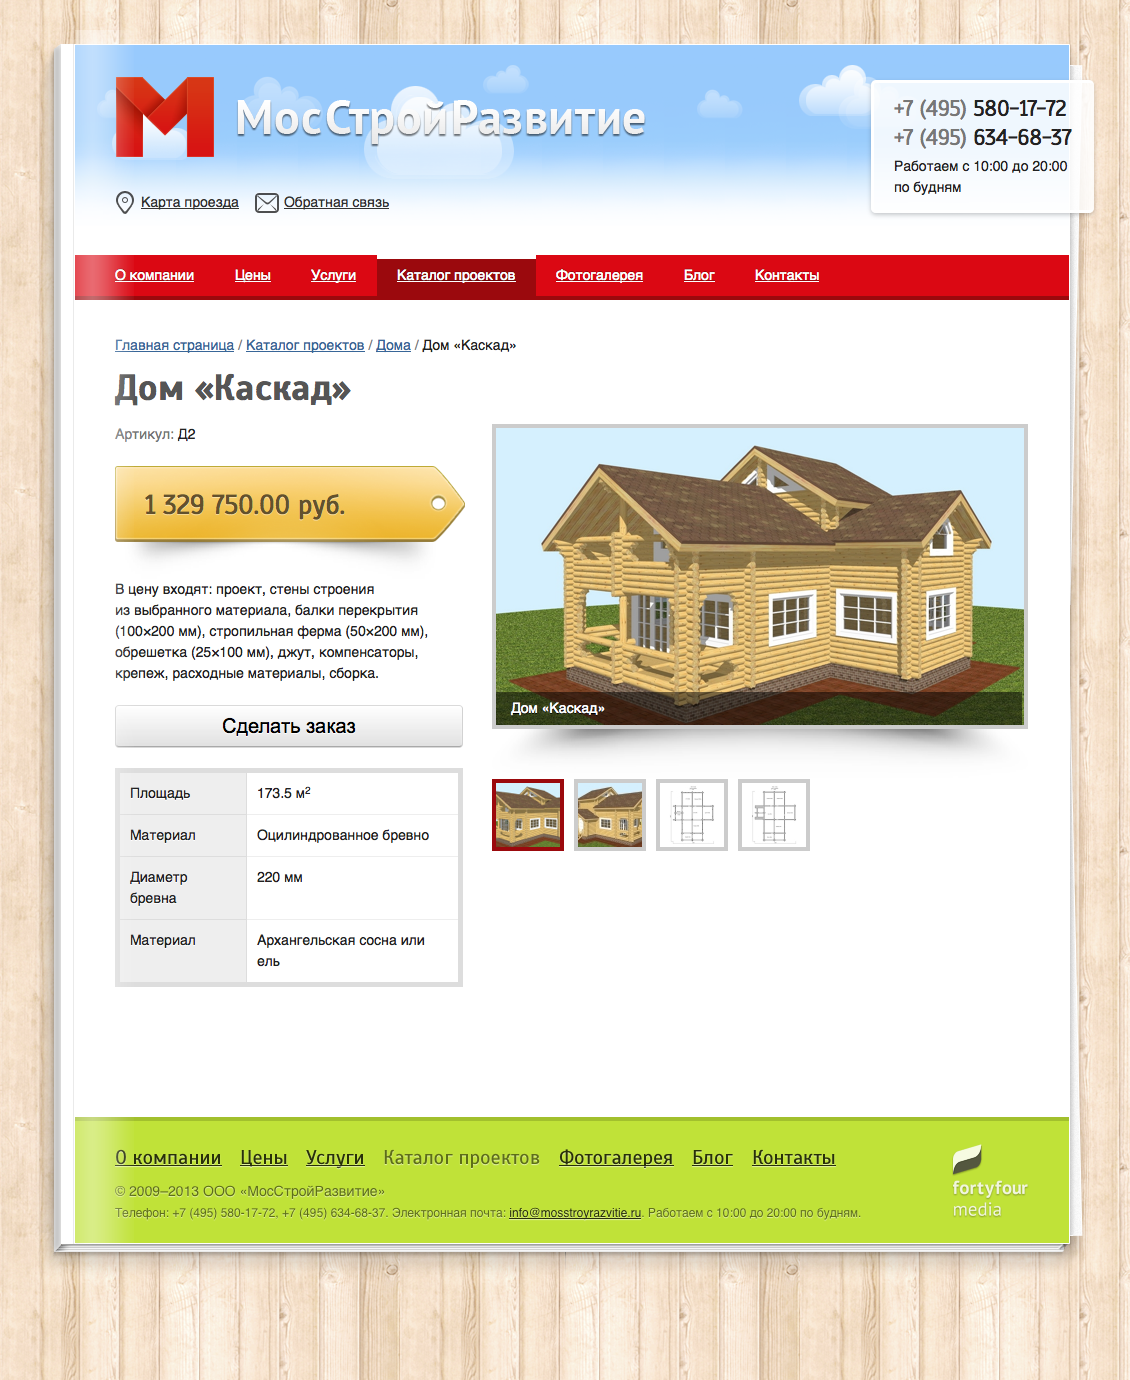 МосСтройРазвитие
+7 (495) 580-17-72
+7 (495) 634-68-37
Работаем с 10:00 до 20:00
по будням
Карта проезда Обратная связь
О компании Цены Услуги Каталог проектов Фотогалерея Блог Контакты
Главная страница / Каталог проектов / Дома / Дом «Каскад»
Дом «Каскад»
Артикул: Д2
1 329 750.00 руб.
В цену входят: проект, стены строения
из выбранного материала, балки перекрытия
(100×200 мм), стропильная ферма (50×200 мм),
обрешетка (25×100 мм), джут, компенсаторы,
крепеж, расходные материалы, сборка.
Сделать заказ
Площадь 173.5 м²
Материал Оцилиндрованное бревно
Диаметр 220 мм
бревна
Материал Архангельская сосна или
ель
Дом «Каскад»
О компании Цены Услуги Каталог проектов Фотогалерея Блог Контакты
© 2009–2013 ООО «МосСтройРазвитие»
Телефон: +7 (495) 580-17-72, +7 (495) 634-68-37. Электронная почта: info@mosstroyrazvitie.ru. Работаем с 10:00 до 20:00 по будням.
fortyfour
media